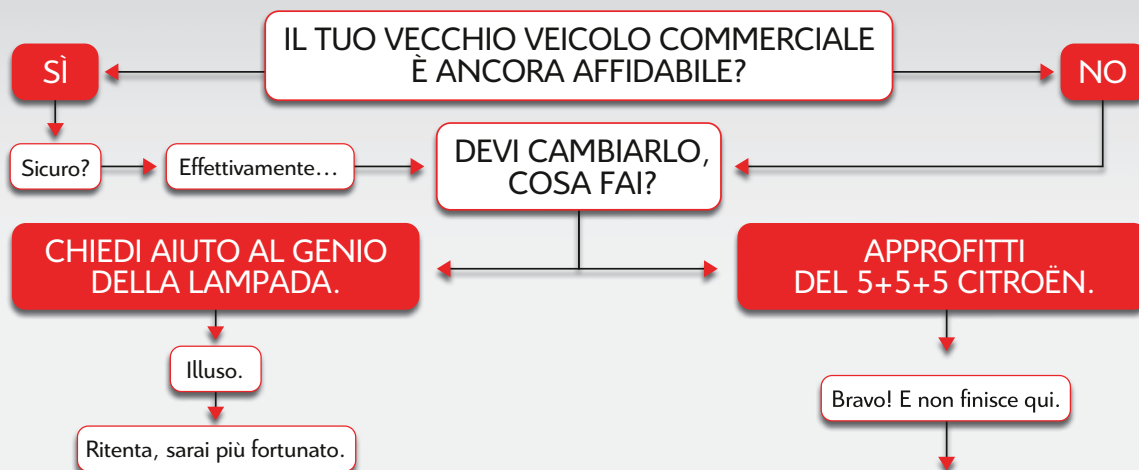 IL TUO VECCHIO VEICOLO COMMERCIALE
È ANCORA AFFIDABILE?
SÌ
NO
Sicuro?
Effettivamente...
DEVI CAMBIARLO,
COSA FAI?
CHIEDI AIUTO AL GENIO
DELLA LAMPADA.
APPROFITTI
DEL 5+5+5 CITROËN.
Illuso.
Bravo! E non finisce qui.
Ritenta, sarai più fortunato.